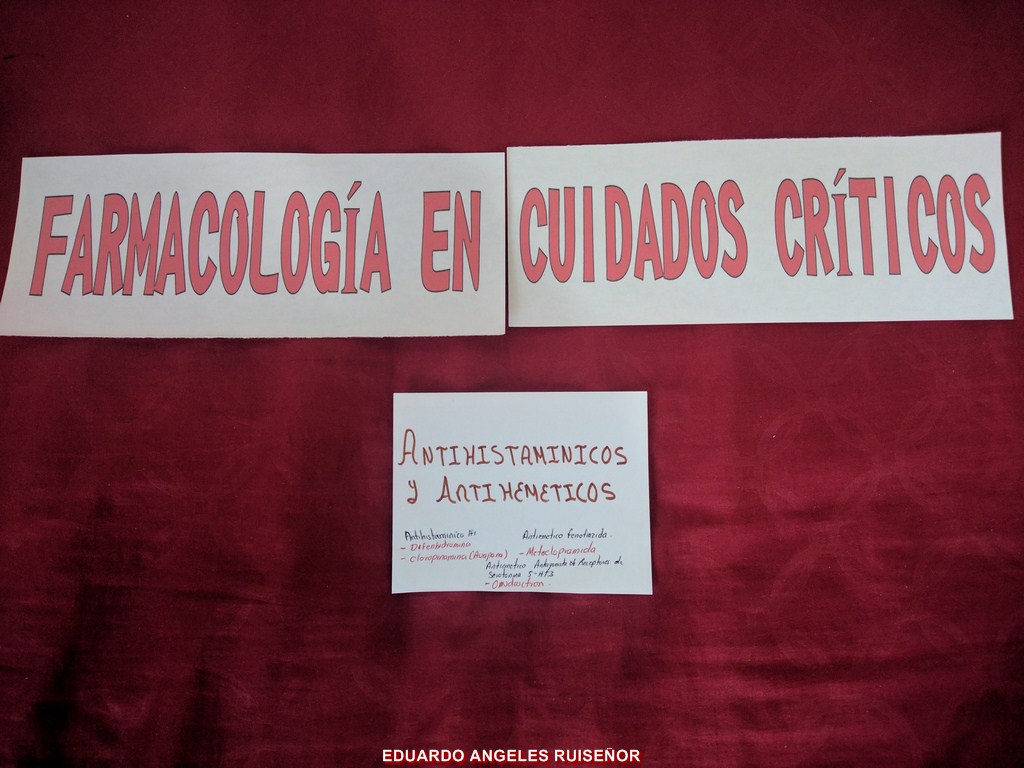 FARMACOLOGÍA EN CUIDADOS CRÍTICOS
ANTIHISTAMINICOS
Y ANTIHEMETICOS
Antihistaminico H1
- Difenhidramina
- Cloropiramina (Avapena)
Antiemetico Fenotazida.
- Metoclopramida
Antiemetico Antagonista de Receptores de
Serotonina 5-HT3
- Ondasetron.
EDUARDO ANGELES RUISEÑOR